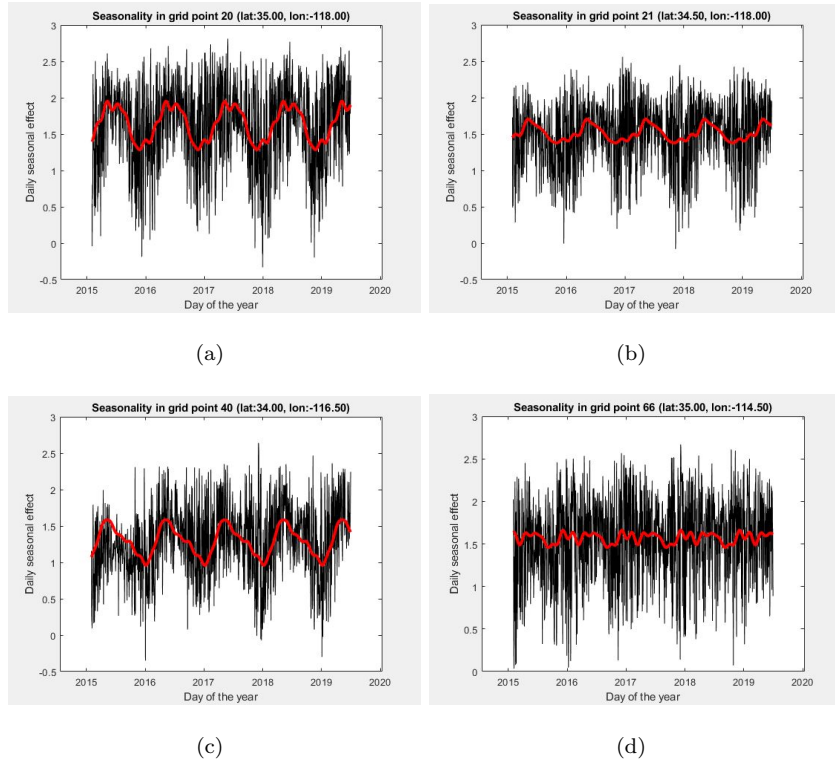 Seasonality in grid point 20 (lat:35.00, lon:-118.00)
3
2.5
2
1.5
1
0.5
0
-0.5
Daily seasonal effect
2015 2016 2017 2018 2019 2020
Day of the year
(a)
Seasonality in grid point 21 (lat:34.50, lon:-118.00)
3
2.5
2
1.5
1
0.5
0
-0.5
Daily seasonal effect
2015 2016 2017 2018 2019 2020
Day of the year
(b)
Seasonality in grid point 40 (lat:34.00, lon:-116.50)
3
2.5
2
1.5
1
0.5
0
-0.5
Daily seasonal effect
2015 2016 2017 2018 2019 2020
Day of the year
(c)
Seasonality in grid point 66 (lat:35.00, lon:-114.50)
3
2.5
2
1.5
1
0.5
0
Daily seasonal effect
2015 2016 2017 2018 2019 2020
Day of the year
(d)